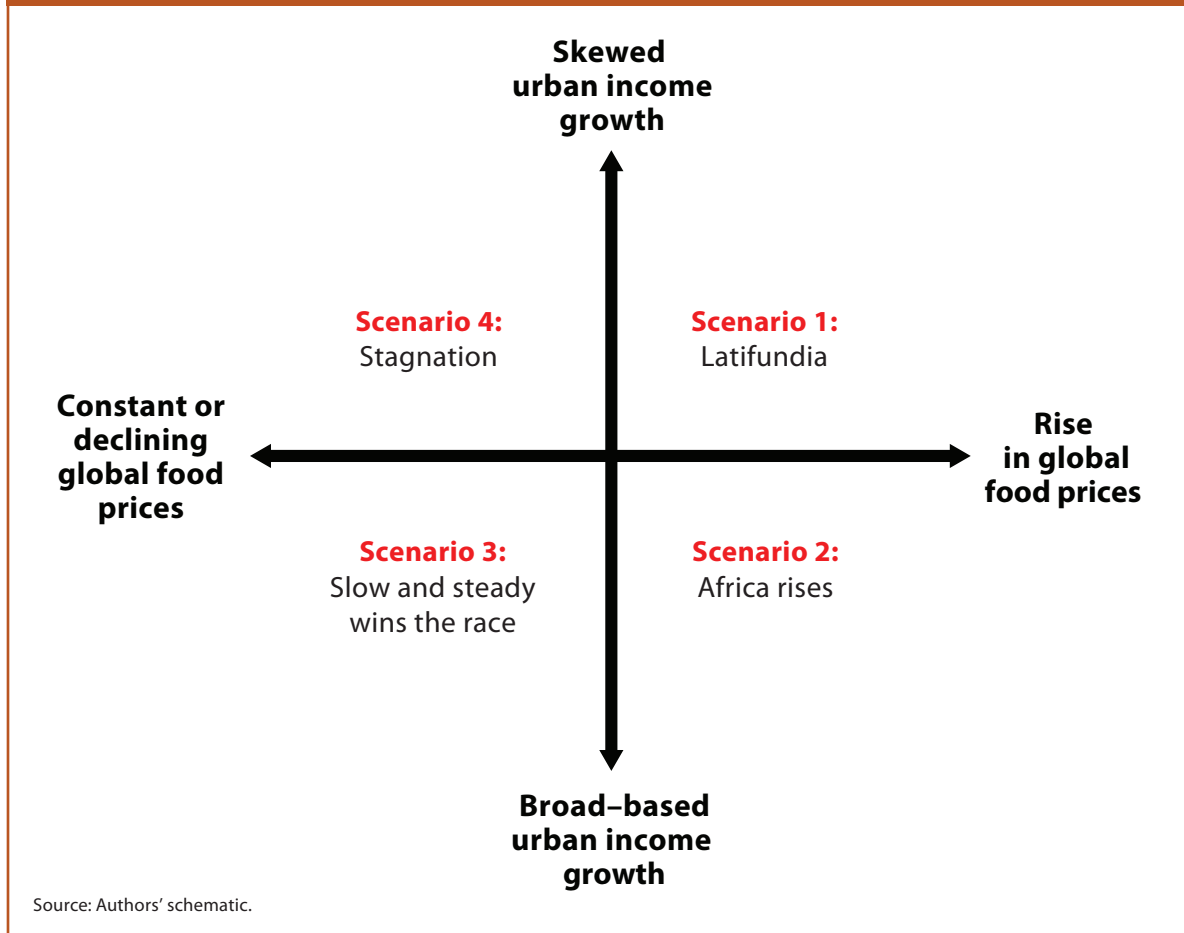 Skewed
urban income
growth
Scenario 4:
Stagnation
Scenario 1:
Latifundia
Constant or
declining
global food
prices
Rise
in global
food prices
Scenario 3:
Slow and steady
wins the race
Scenario 2:
Africa rises
Broad–based
urban income
growth
Source: Authors’ schematic.